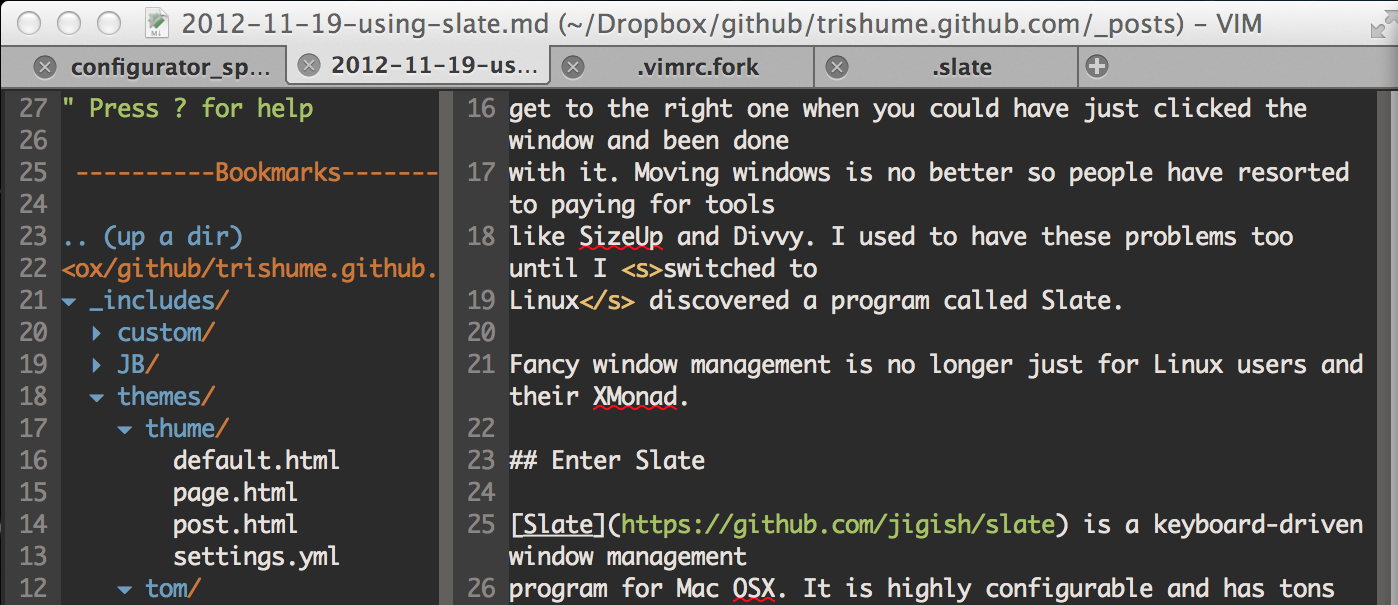 2012-11-19-using-slate.md (~/Dropbox/github/trishume.github.com/_posts) – VIM
configurator_sp... 2012-11-19-us... .vimrc.fork .slate
27 " Press ? for help
26
25 ----------Bookmarks-------
24
23 .. (up a dir)
22 <ox/github/trishume.github.
21 ▾ _includes/
20 ▸ custom/
19 ▸ JB/
18 ▾ themes/
17 ▾ thume/
16 default.html
15 page.html
14 post.html
13 settings.yml
12 ▾ tom/
16 get to the right one when you could have just clicked the
window and been done
17 with it. Moving windows is no better so people have resorted
to paying for tools
18 like SizeUp and Divvy. I used to have these problems too
until I <s>switched to
19 Linux</s> discovered a program called Slate.
20
21 Fancy window management is no longer just for Linux users and
their XMonad.
22
23 ## Enter Slate
24
25 [Slate](https://github.com/jigish/slate) is a keyboard-driven
window management
26 program for Mac OSX. It is highly configurable and has tons